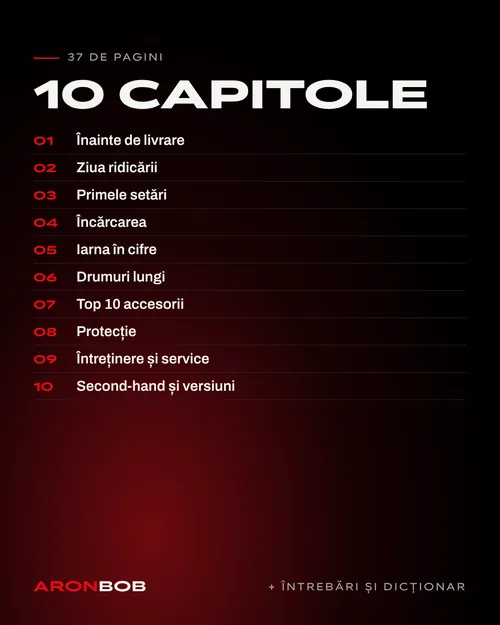 37 DE PAGINI
10 CAPITOLE
01 Înainte de livrare
02 Ziua ridicării
03 Primele setări
04 Încărcarea
05 Iarna în cifre
06 Drumuri lungi
07 Top 10 accesorii
08 Protecție
09 Întreținere și service
10 Second-hand și versiuni
ARONBOB
+ ÎNTREBĂRI ȘI DICȚIONAR